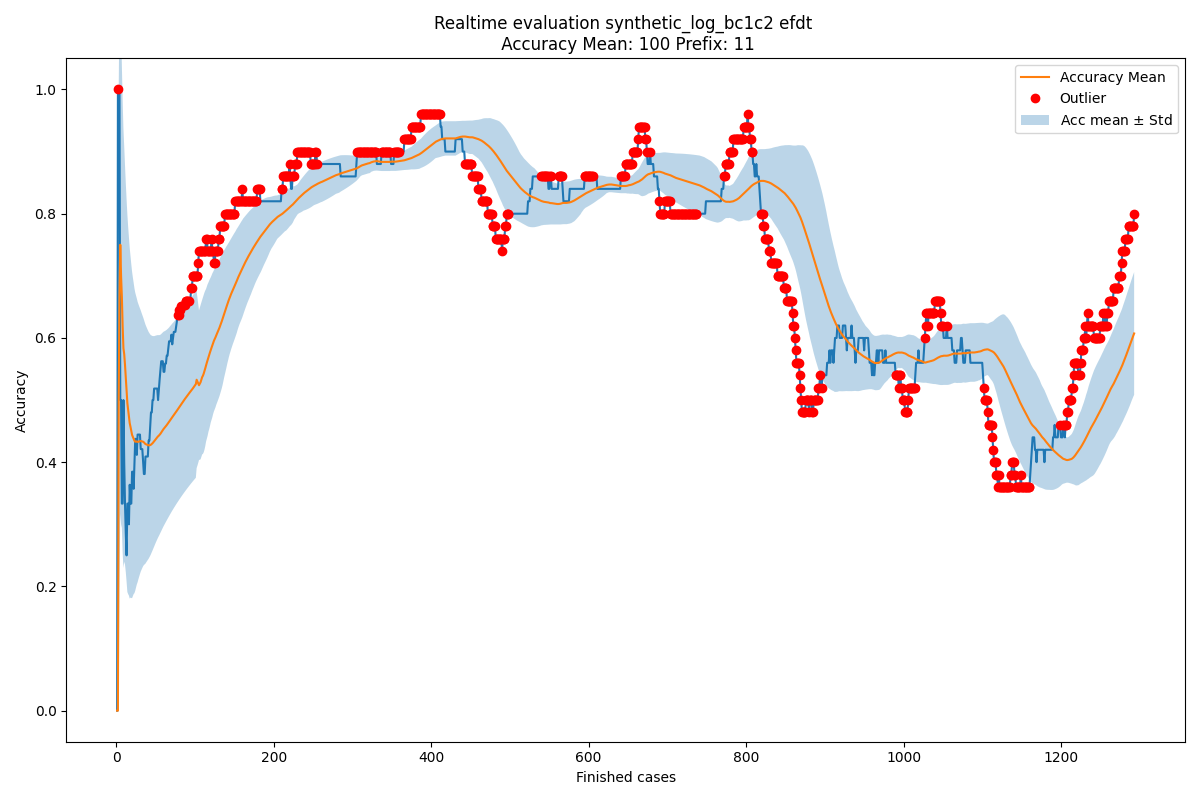 Realtime evaluation synthetic_log_bc1c2 efdt
Accuracy Mean: 100 Prefix: 11
Accuracy Mean
Outlier
Acc mean ± Std
1.0
0.8
0.6
0.4
0.2
0.0
Accuracy
0 200 400 600 800 1000 1200
Finished cases